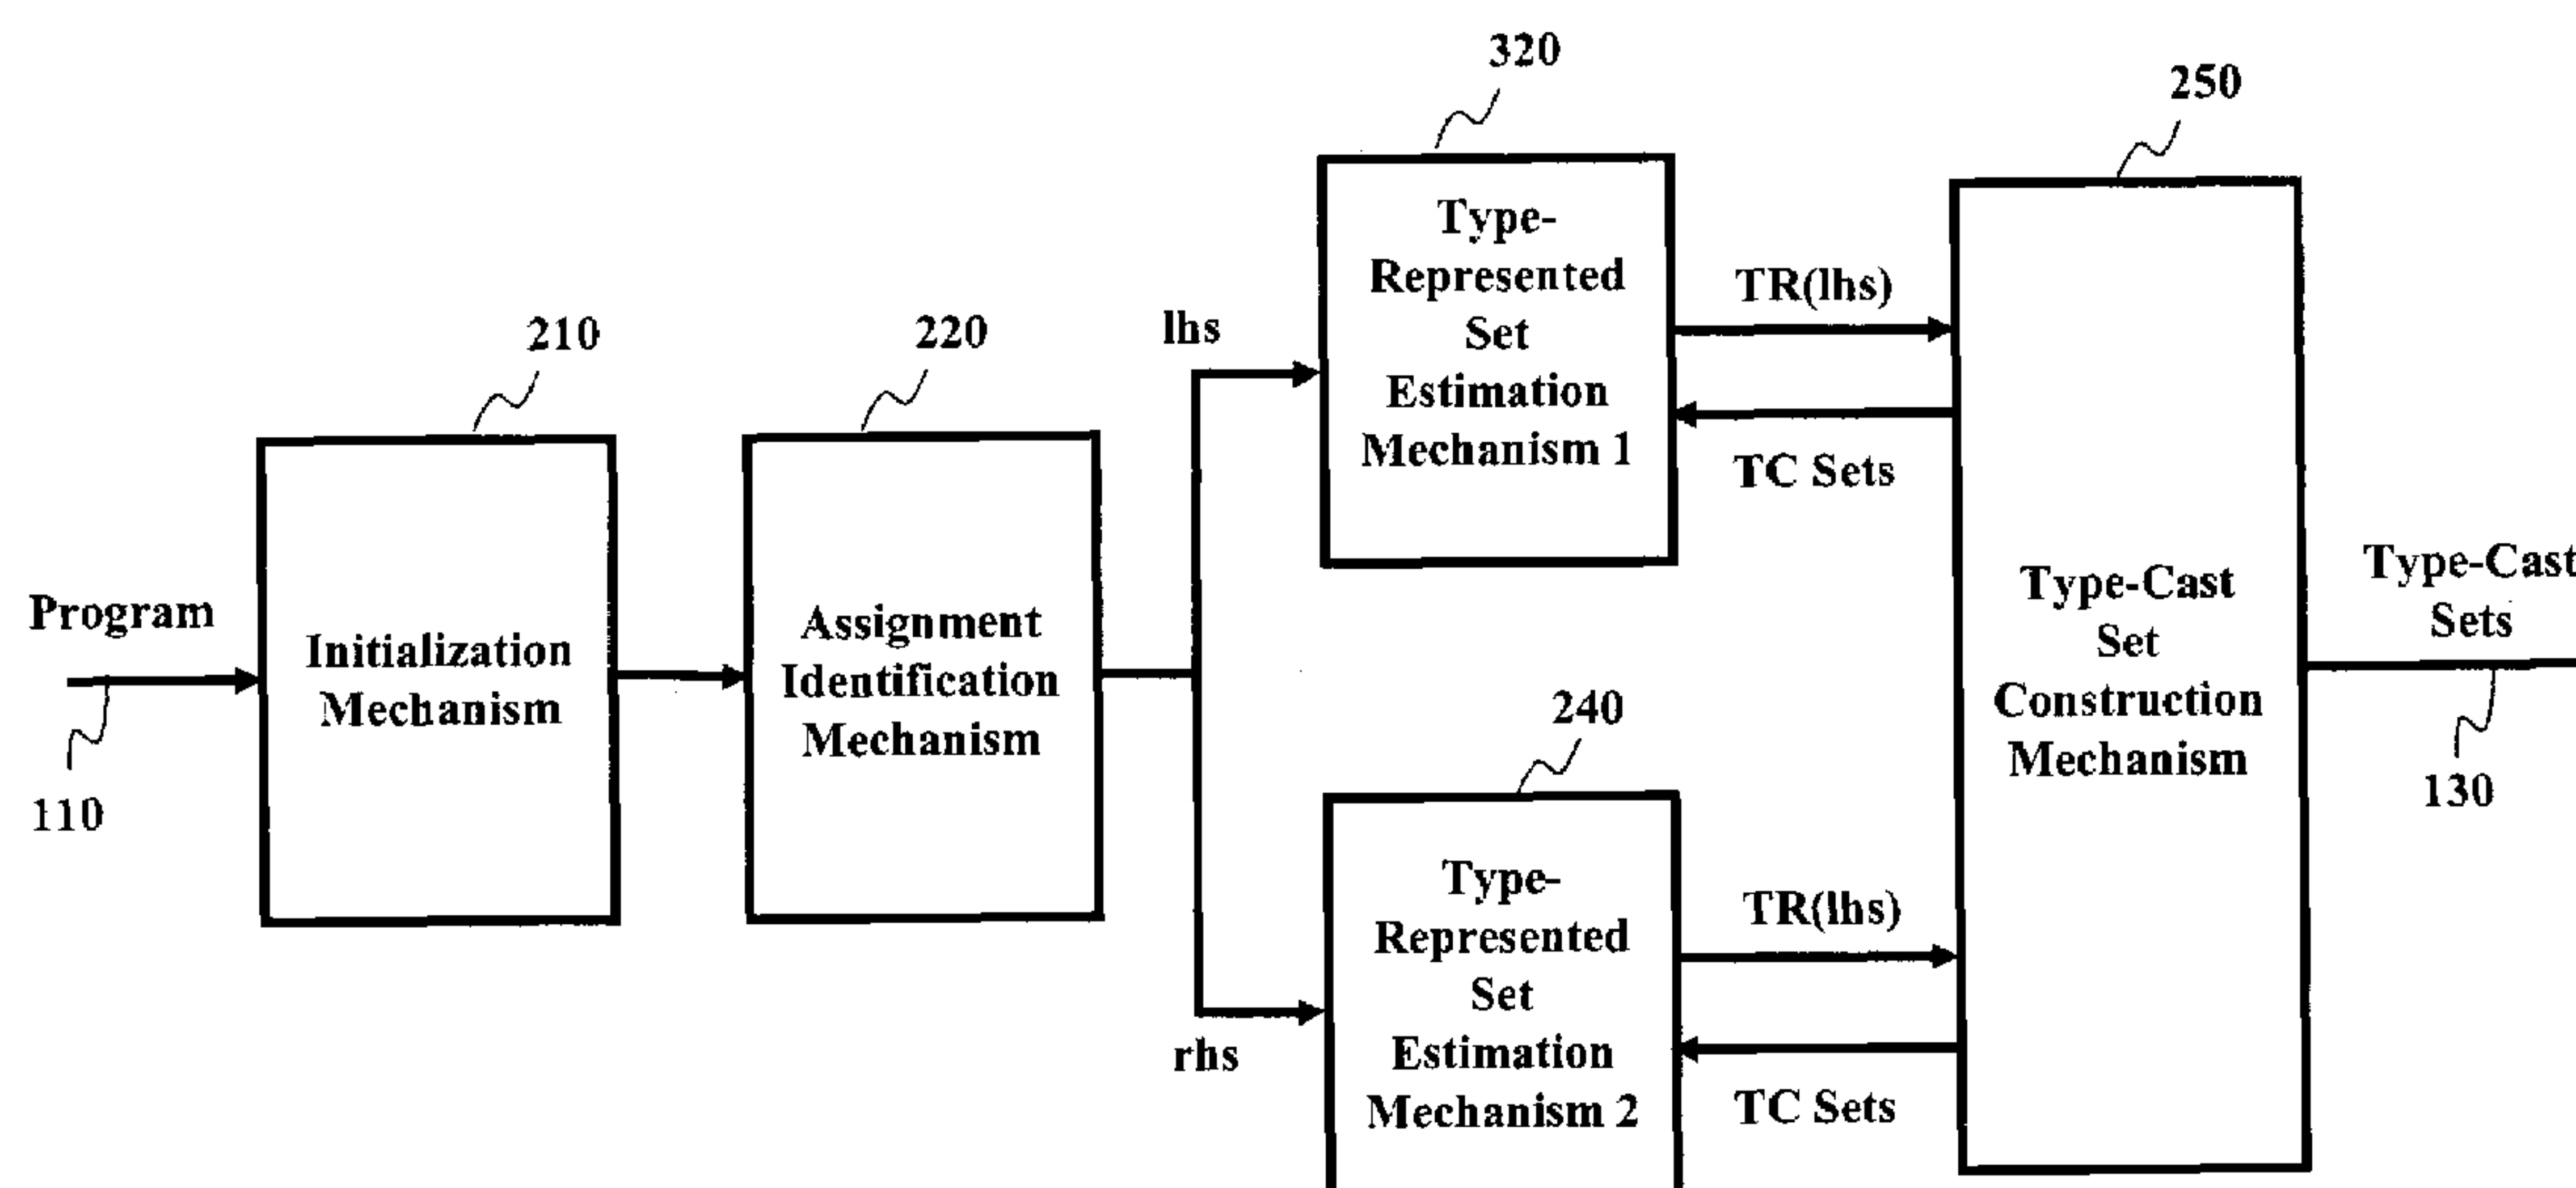 320
250
Type-
Represented
Set
Estimation
Mechanism 1
TR(lhs)
TC Sets
210
220
lhs
Program
110
Initialization
Mechanism
Assignment
Identification
Mechanism
rhs
240
Type-
Represented
Set
Estimation
Mechanism 2
TR(lhs)
TC Sets
Type-Cast
Set
Construction
Mechanism
Type-Cast
Sets
130